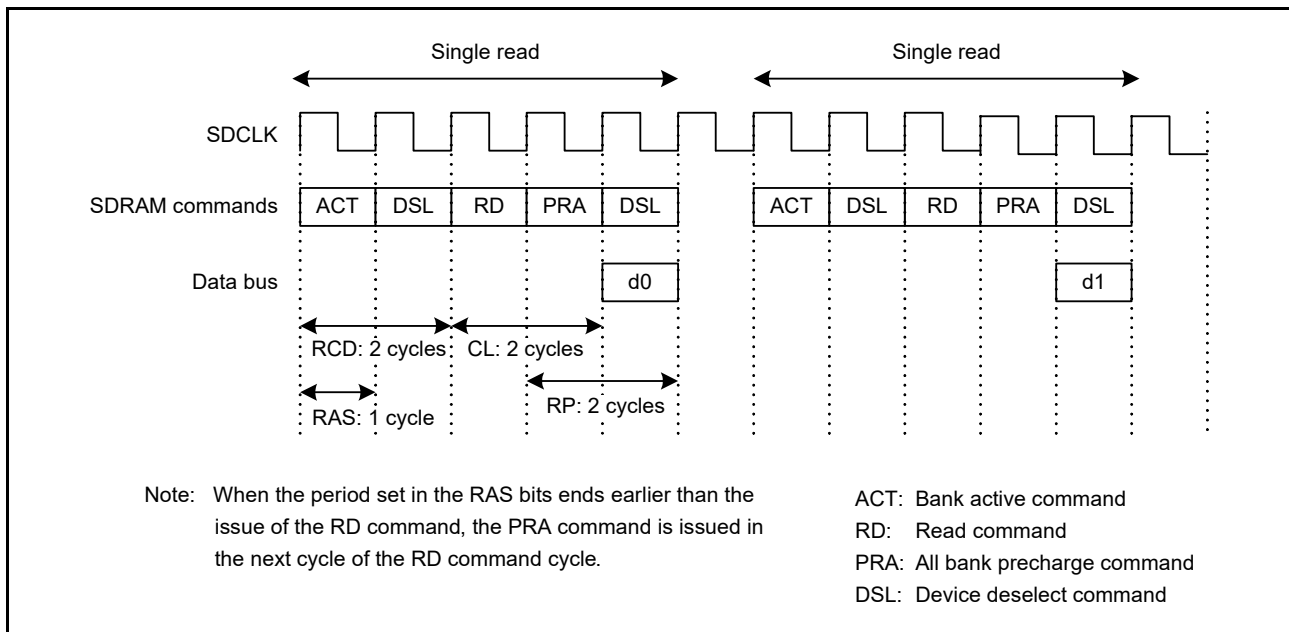 Single read Single read
SDCLK
SDRAM commands ACT DSL RD PRA DSL ACT DSL RD PRA DSL
Data bus d0 d1
RCD: 2 cycles CL: 2 cycles
RAS: 1 cycle RP: 2 cycles
Note: When the period set in the RAS bits ends earlier than the
issue of the RD command, the PRA command is issued in
the next cycle of the RD command cycle.
ACT: Bank active command
RD: Read command
PRA: All bank precharge command
DSL: Device deselect command